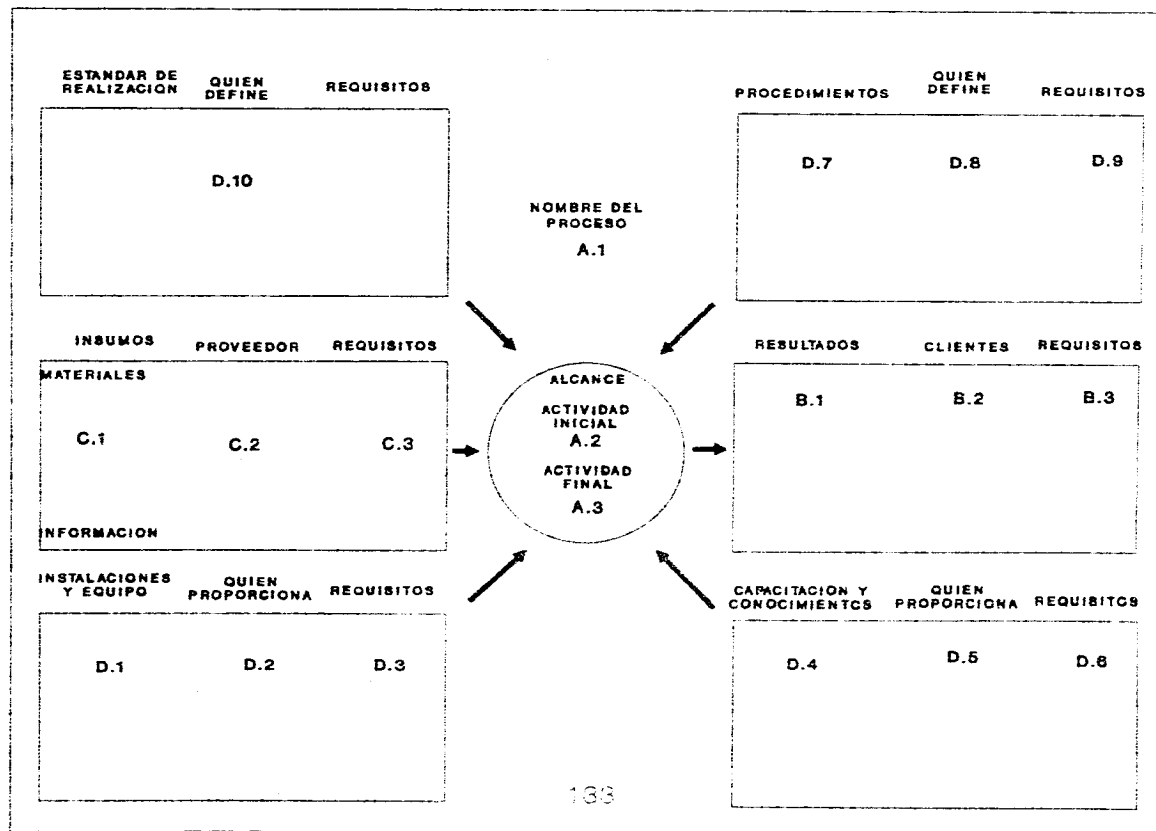 ESTANDAR DE
REALIZACION
QUIEN
DEFINE
REQUISITOS
D.10
NOMBRE DEL
PROCESO
A.1
PROCEDIMIENTOS
QUIEN
DEFINE
REQUISITOS
D.7 D.8 D.9
INSUMOS PROVEEDOR REQUISITOS
MATERIALES
C.1 C.2 C.3
INFORMACION
ALCANCE
ACTIVIDAD
INICIAL
A.2
ACTIVIDAD
FINAL
A.3
RESULTADOS CLIENTES REQUISITOS
B.1 B.2 B.3
INSTALACIONES
Y EQUIPO
QUIEN
PROPORCIONA
REQUISITOS
D.1 D.2 D.3
CAPACITACION Y
CONOCIMIENTOS
QUIEN
PROPORCIONA
REQUISITOS
D.4 D.5 D.6